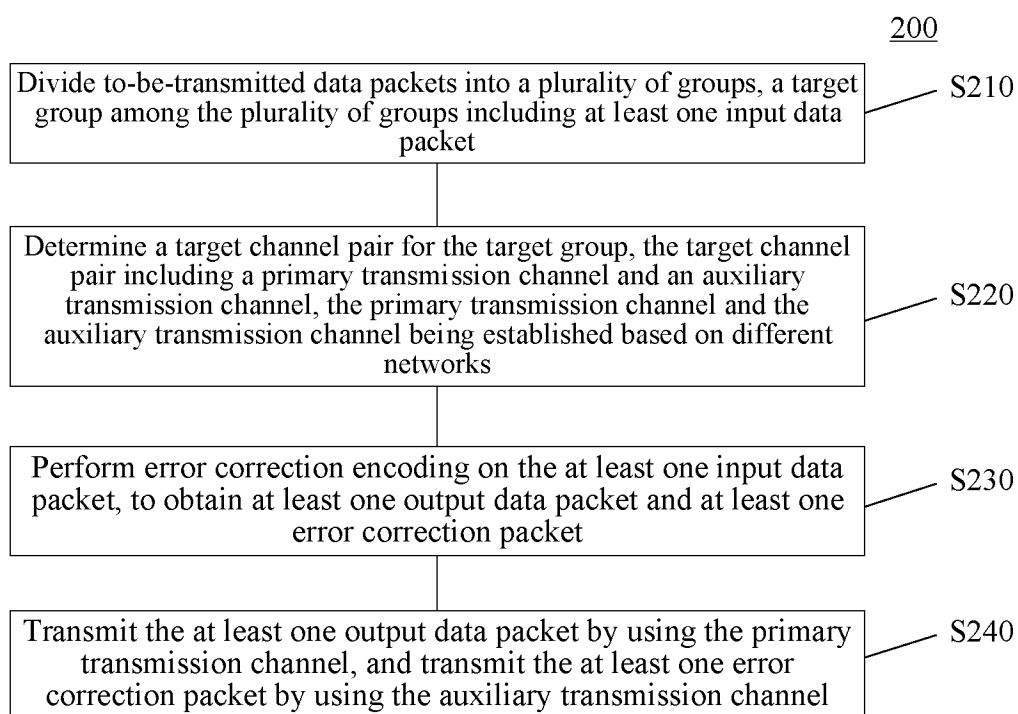 200
Divide to-be-transmitted data packets into a plurality of groups, a target
group among the plurality of groups including at least one input data
packet
S210
Determine a target channel pair for the target group, the target channel
pair including a primary transmission channel and an auxiliary
transmission channel, the primary transmission channel and the
auxiliary transmission channel being established based on different
networks
S220
Perform error correction encoding on the at least one input data
packet, to obtain at least one output data packet and at least one
error correction packet
S230
Transmit the at least one output data packet by using the primary
transmission channel, and transmit the at least one error
correction packet by using the auxiliary transmission channel
S240